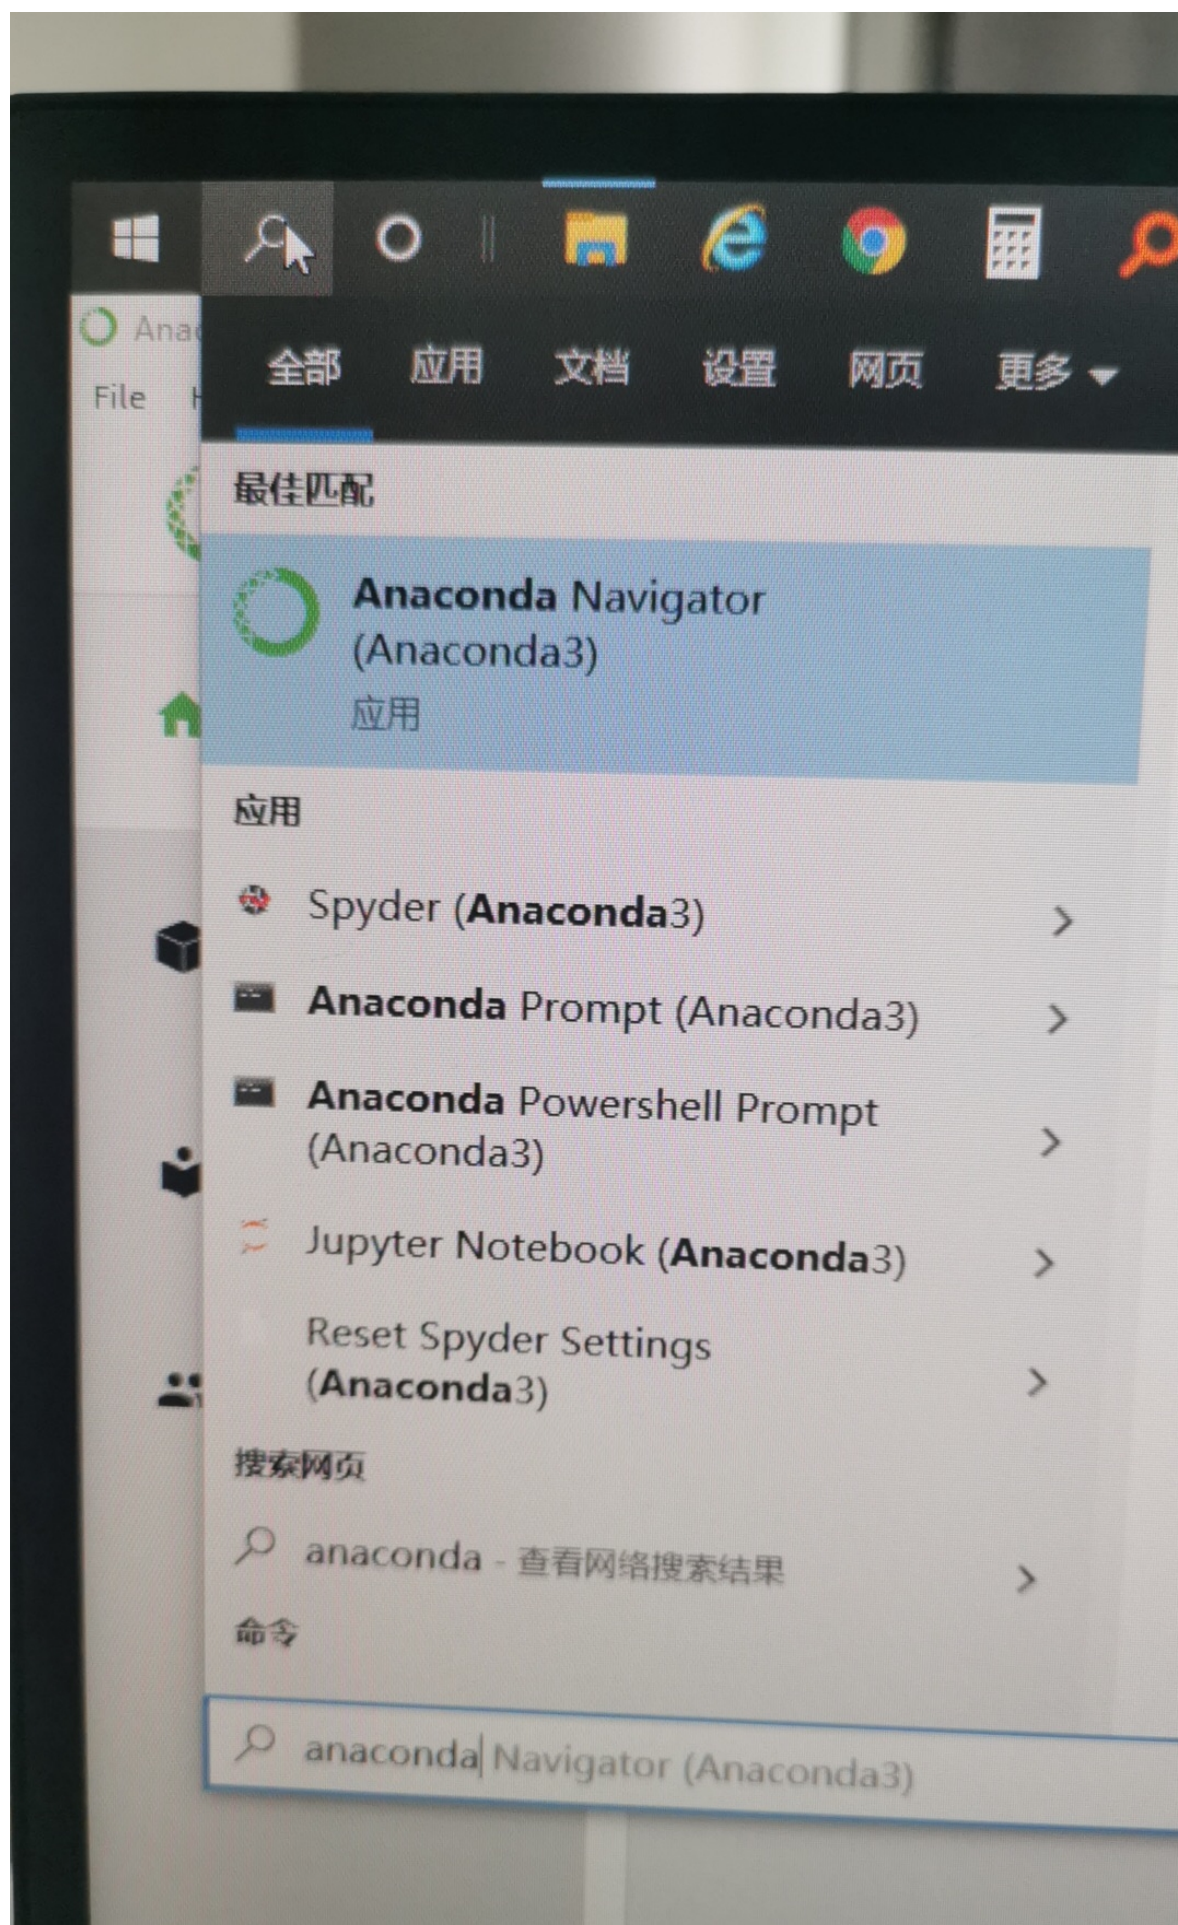 Anac
File
全部 应用 文档 设置 网页 更多
最佳匹配
Anaconda Navigator
(Anaconda3)
应用
应用
Spyder (Anaconda3)
Anaconda Prompt (Anaconda3)
Anaconda Powershell Prompt
(Anaconda3)
Jupyter Notebook (Anaconda3)
Reset Spyder Settings
(Anaconda3)
搜索网页
anaconda - 查看网络搜索结果
命令
anaconda Navigator (Anaconda3)